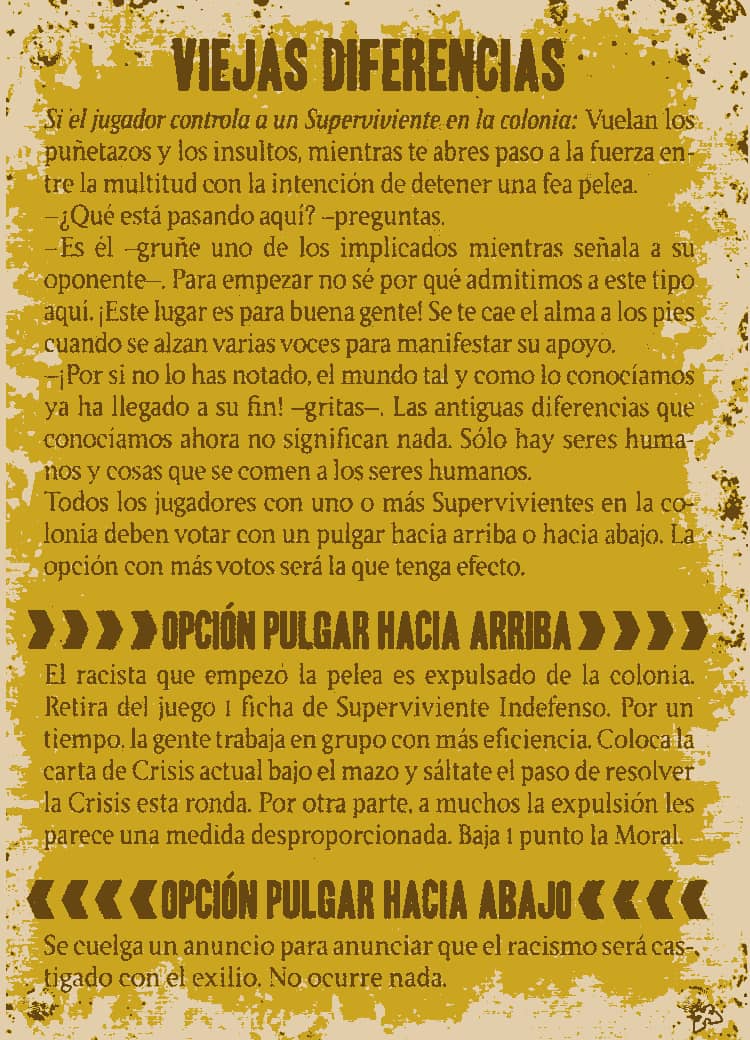 VIEJAS DIFERENCIAS
Si el jugador controla a un Superviviente en la colonia: Vuelan los
puñetazos y los insultos, mientras te abres paso a la fuerza en-
tre la multitud con la intención de detener una fea pelea.
–¿Qué está pasando aquí? –preguntas.
–Es él –gruñe uno de los implicados mientras señala a su
oponente–. Para empezar no sé por qué admitimos a este tipo
aquí. ¡Este lugar es para buena gente! Se te cae el alma a los pies
cuando se alzan varias voces para manifestar su apoyo.
–¡Por si no lo has notado, el mundo tal y como lo conocíamos
ya ha llegado a su fin! –gritas–. Las antiguas diferencias que
conocíamos ahora no significan nada. Sólo hay seres huma-
nos y cosas que se comen a los seres humanos.
Todos los jugadores con uno o más Supervivientes en la co-
lonia deben votar con un pulgar hacia arriba o hacia abajo. La
opción con más votos será la que tenga efecto.
OPCIÓN PULGAR HACIA ARRIBA
El racista que empezó la pelea es expulsado de la colonia.
Retira del juego 1 ficha de Superviviente Indefenso. Por un
tiempo, la gente trabaja en grupo con más eficiencia. Coloca la
carta de Crisis actual bajo el mazo y sáltate el paso de resolver
la Crisis esta ronda. Por otra parte, a muchos la expulsión les
parece una medida desproporcionada. Baja 1 punto la Moral.
OPCIÓN PULGAR HACIA ABAJO
Se cuelga un anuncio para anunciar que el racismo será cas-
tigado con el exilio. No ocurre nada.